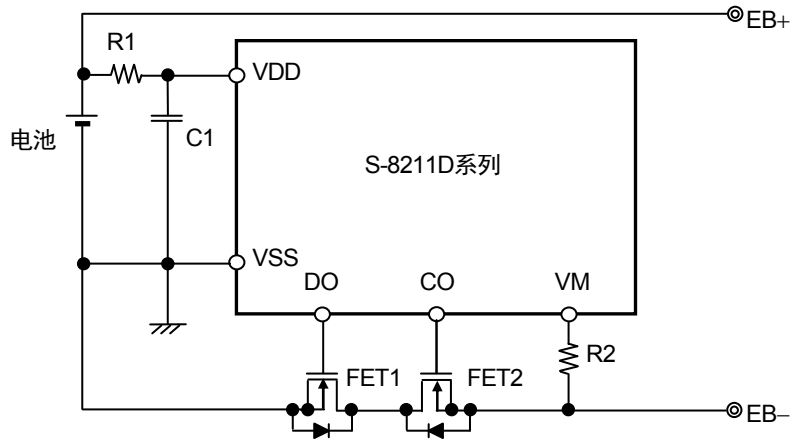 EB+
R1
VDD
电池
C1
S-8211D系列
VSS
DO
CO
VM
R2
FET1
FET2
EB−